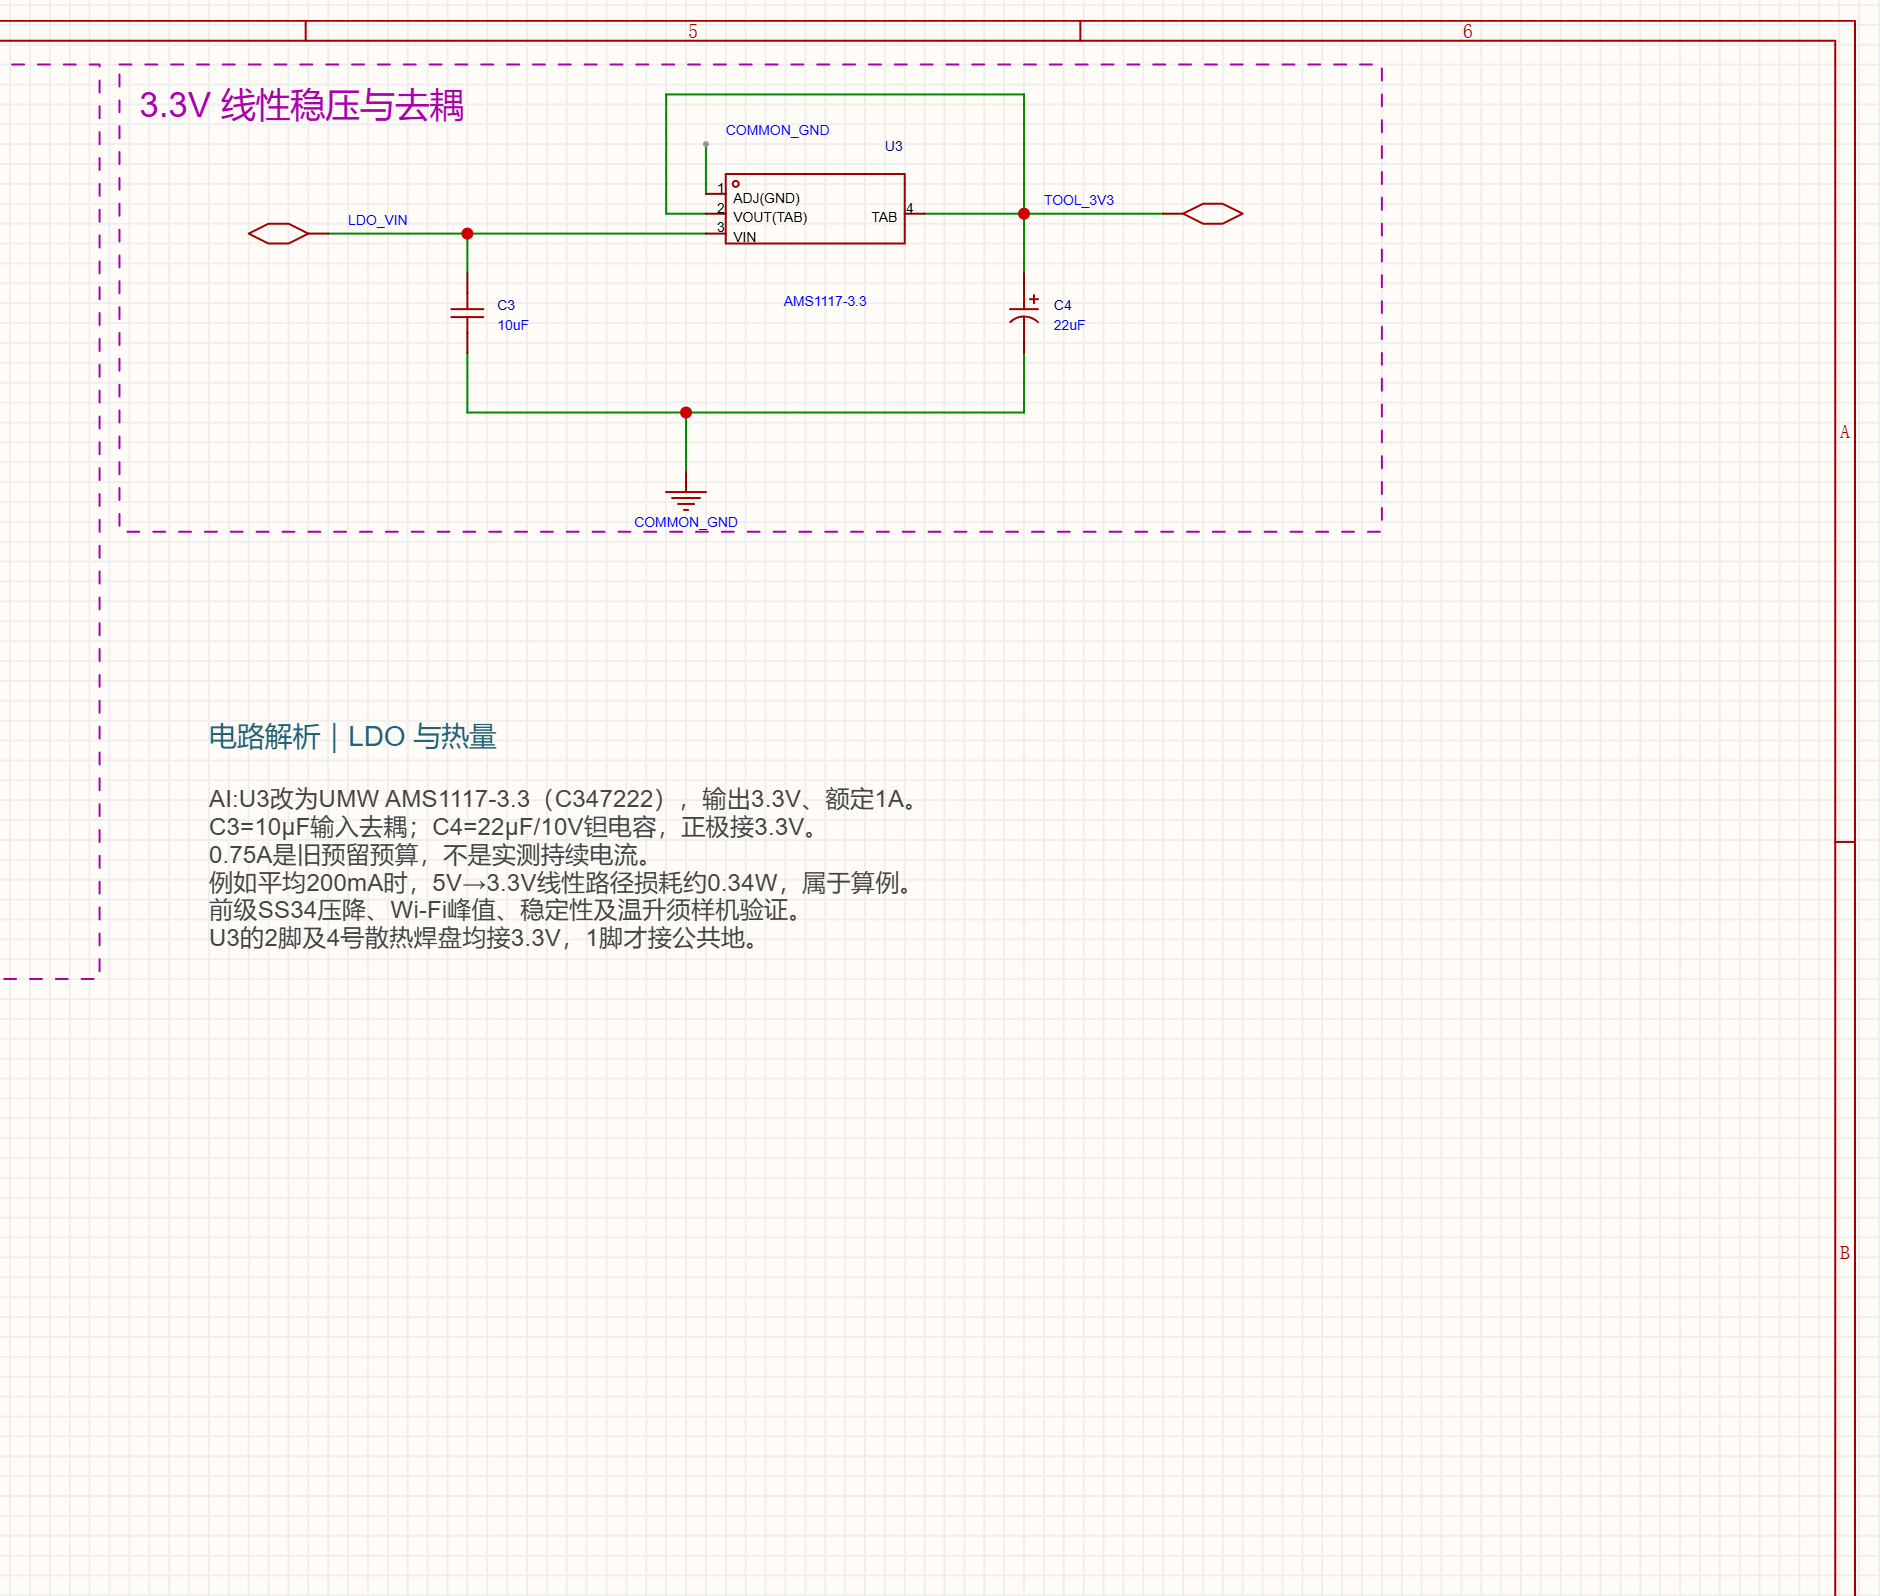 5
6
3.3V 线性稳压与去耦
COMMON_GND
U3
1
ADJ(GND)
2
VOUT(TAB)
TAB
4
3
VIN
LDO_VIN
TOOL_3V3
C3
10uF
AMS1117-3.3
C4
22uF
COMMON_GND
A
电路解析｜LDO 与热量
AI:U3改为UMW AMS1117-3.3（C347222），输出3.3V、额定1A。
C3=10µF输入去耦；C4=22µF/10V钽电容，正极接3.3V。
0.75A是旧预留预算，不是实测持续电流。
例如平均200mA时，5V→3.3V线性路径损耗约0.34W，属于算例。
前级SS34压降、Wi-Fi峰值、稳定性及温升须样机验证。
U3的2脚及4号散热焊盘均接3.3V，1脚才接公共地。
B